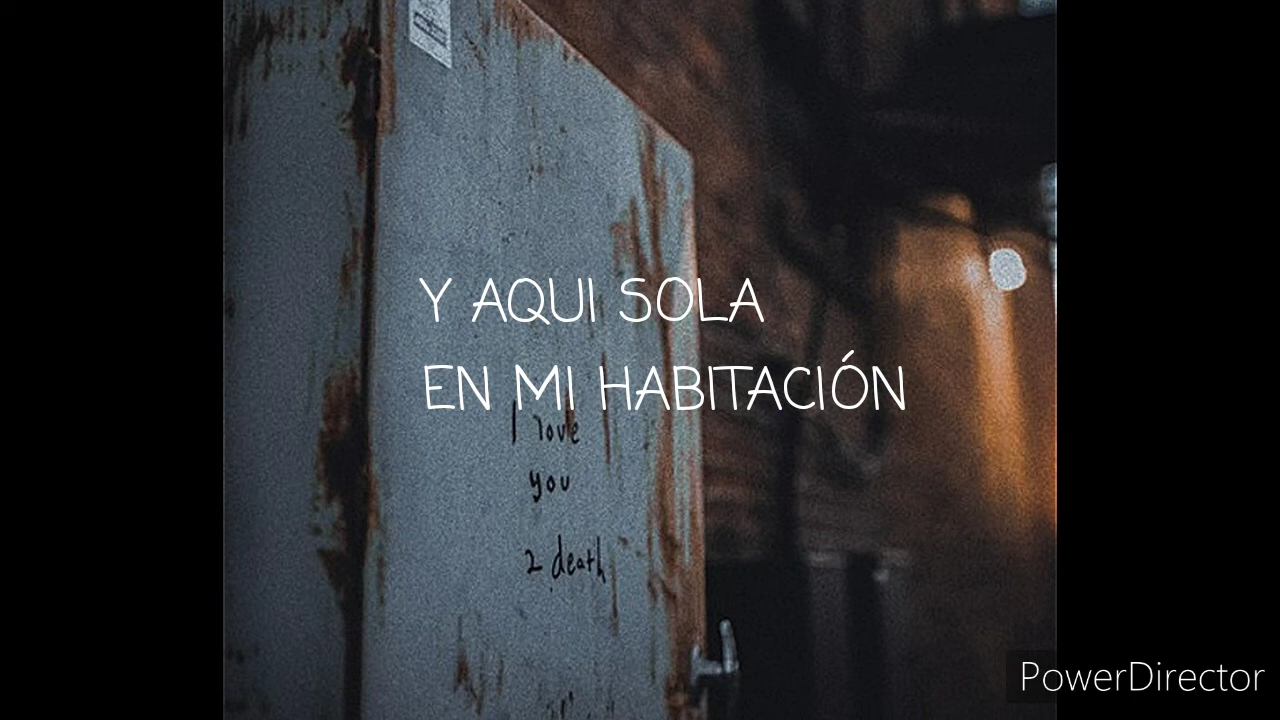 Y AQUI SOLA
EN MI HABITACIÓN
I love
you
2 death
PowerDirector